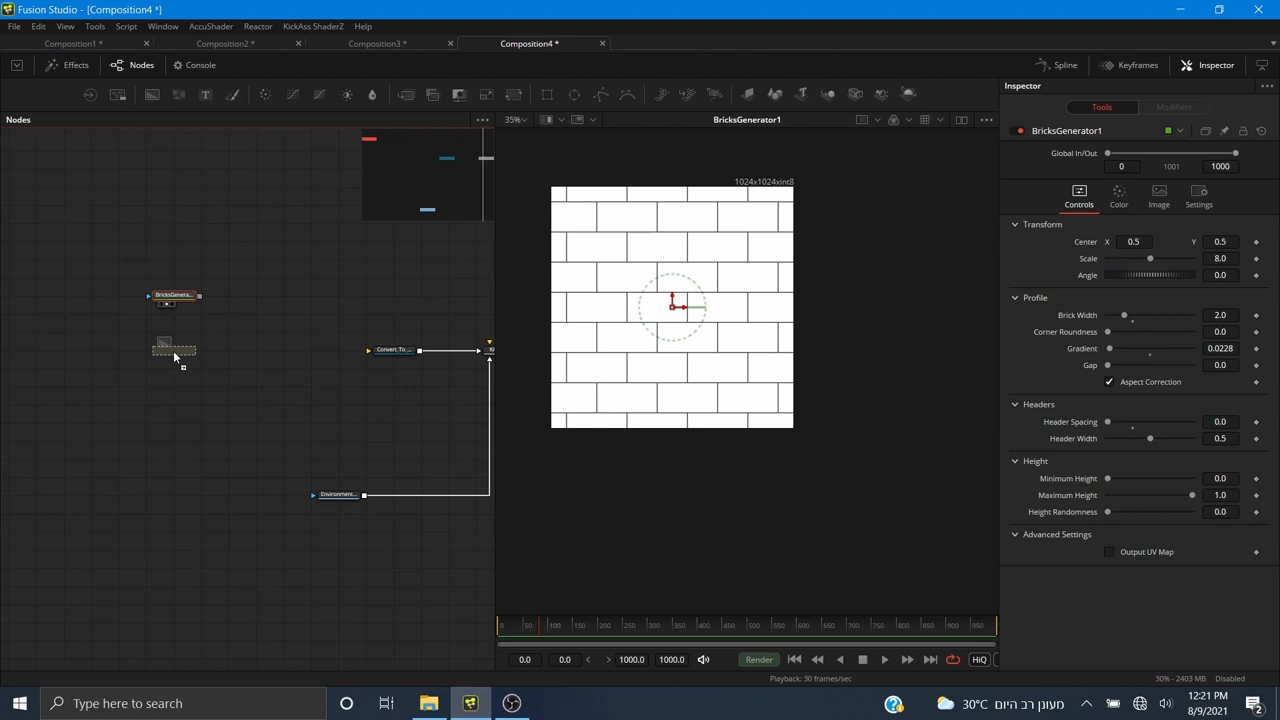 Fusion Studio - [Composition4 *]
File Edit View Tools Script Window AccuShader Reactor KickAss ShaderZ Help
Composition1 * Composition2 * Composition3 * Composition4 *
Effects Nodes Console Spline Keyframes Inspector
Nodes
35%
BricksGenerator1
1024x1024xint8
BricksGenera...
Convert_To_...
Environment...
Inspector
Tools Modifiers
BricksGenerator1
Global In/Out
0 1001 1000
Controls Color Image Settings
Transform
Center X 0.5 Y 0.5
Scale 8.0
Angle 0.0
Profile
Brick Width 2.0
Corner Roundness 0.0
Gradient 0.0228
Gap 0.0
Aspect Correction
Headers
Header Spacing 0.0
Header Width 0.5
Height
Minimum Height 0.0
Maximum Height 1.0
Height Randomness 0.0
Advanced Settings
Output UV Map
0 50 100 150 200 250 300 350 400 450 500 550 600 650 700 750 800 850 900 950
0.0 0.0 1000.0 1000.0 Render HiQ
Playback: 30 frames/sec
30% - 2403 MB Disabled
Type here to search
30°C מעונן רב היום
12:21 PM
8/9/2021
2